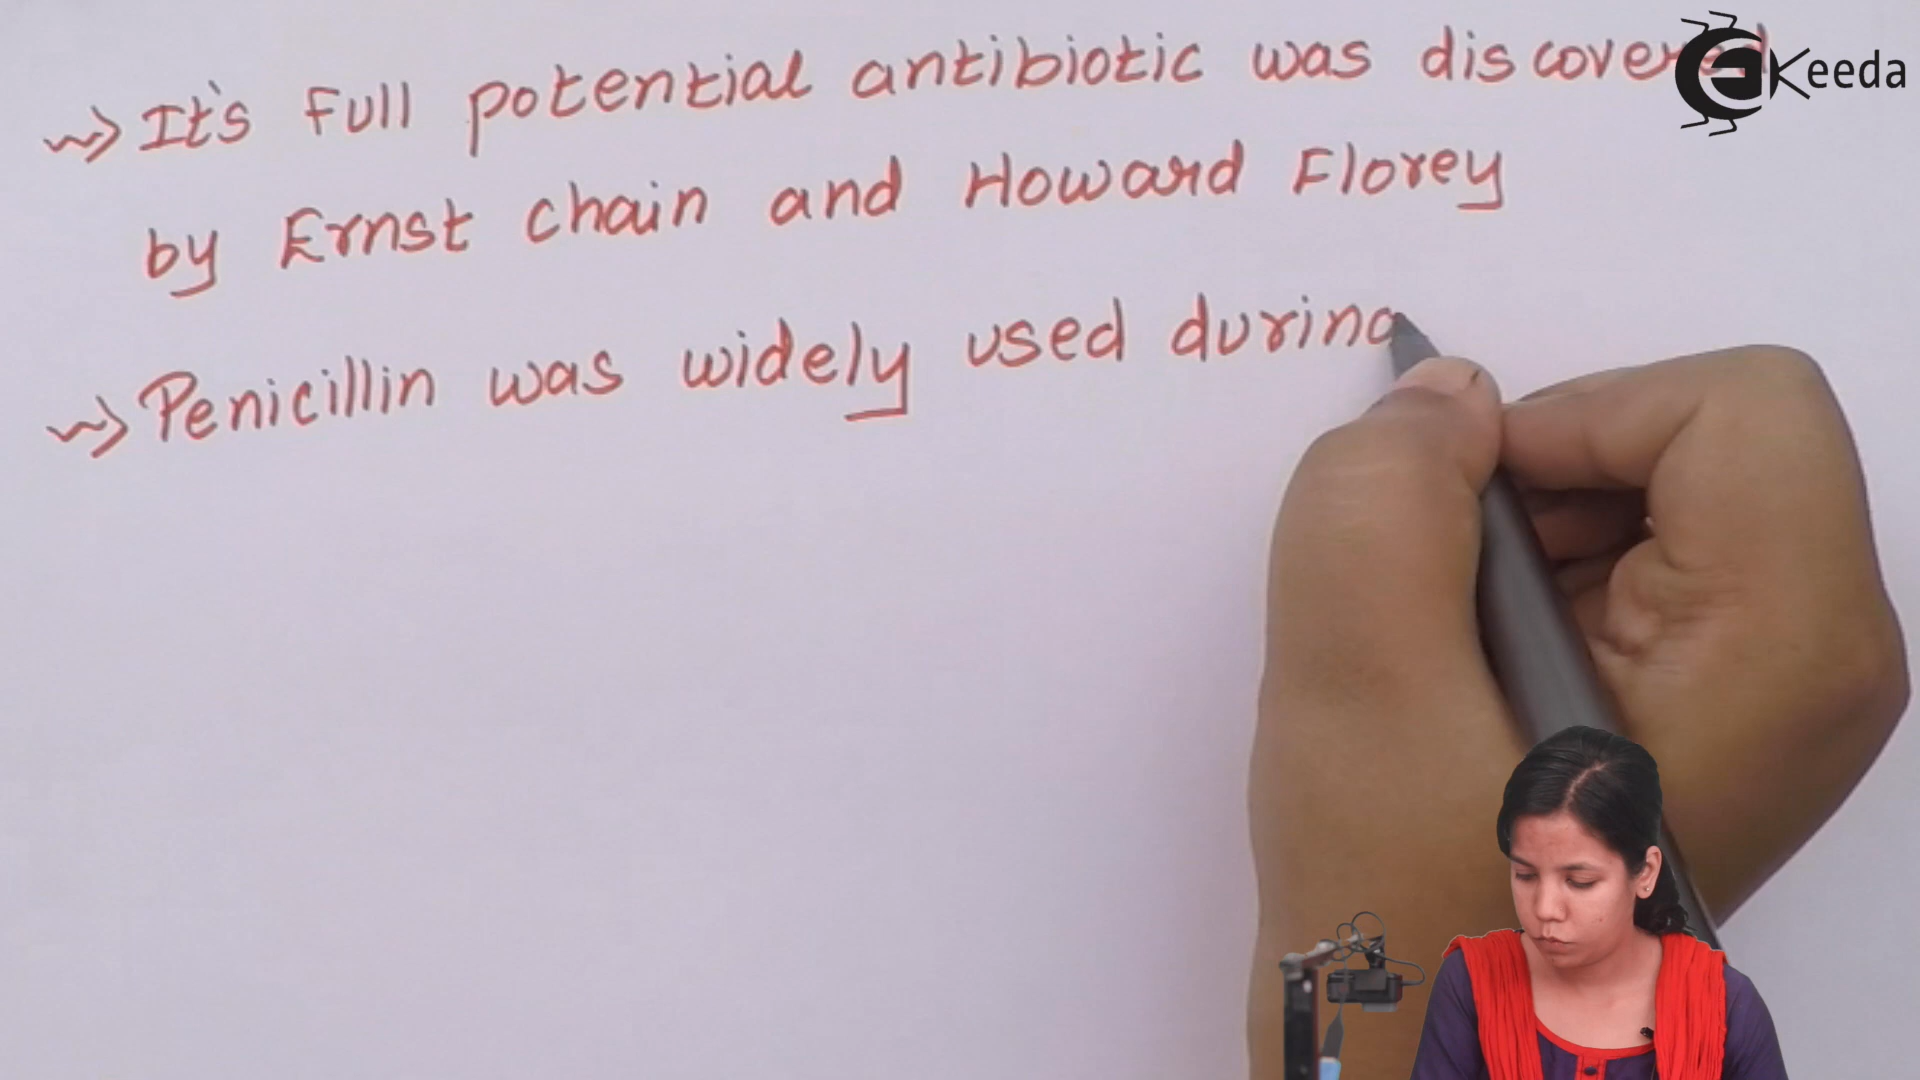 It's full potential antibiotic was discovered
by Ernst chain and Howard Florey
Penicillin was widely used during
Keeda